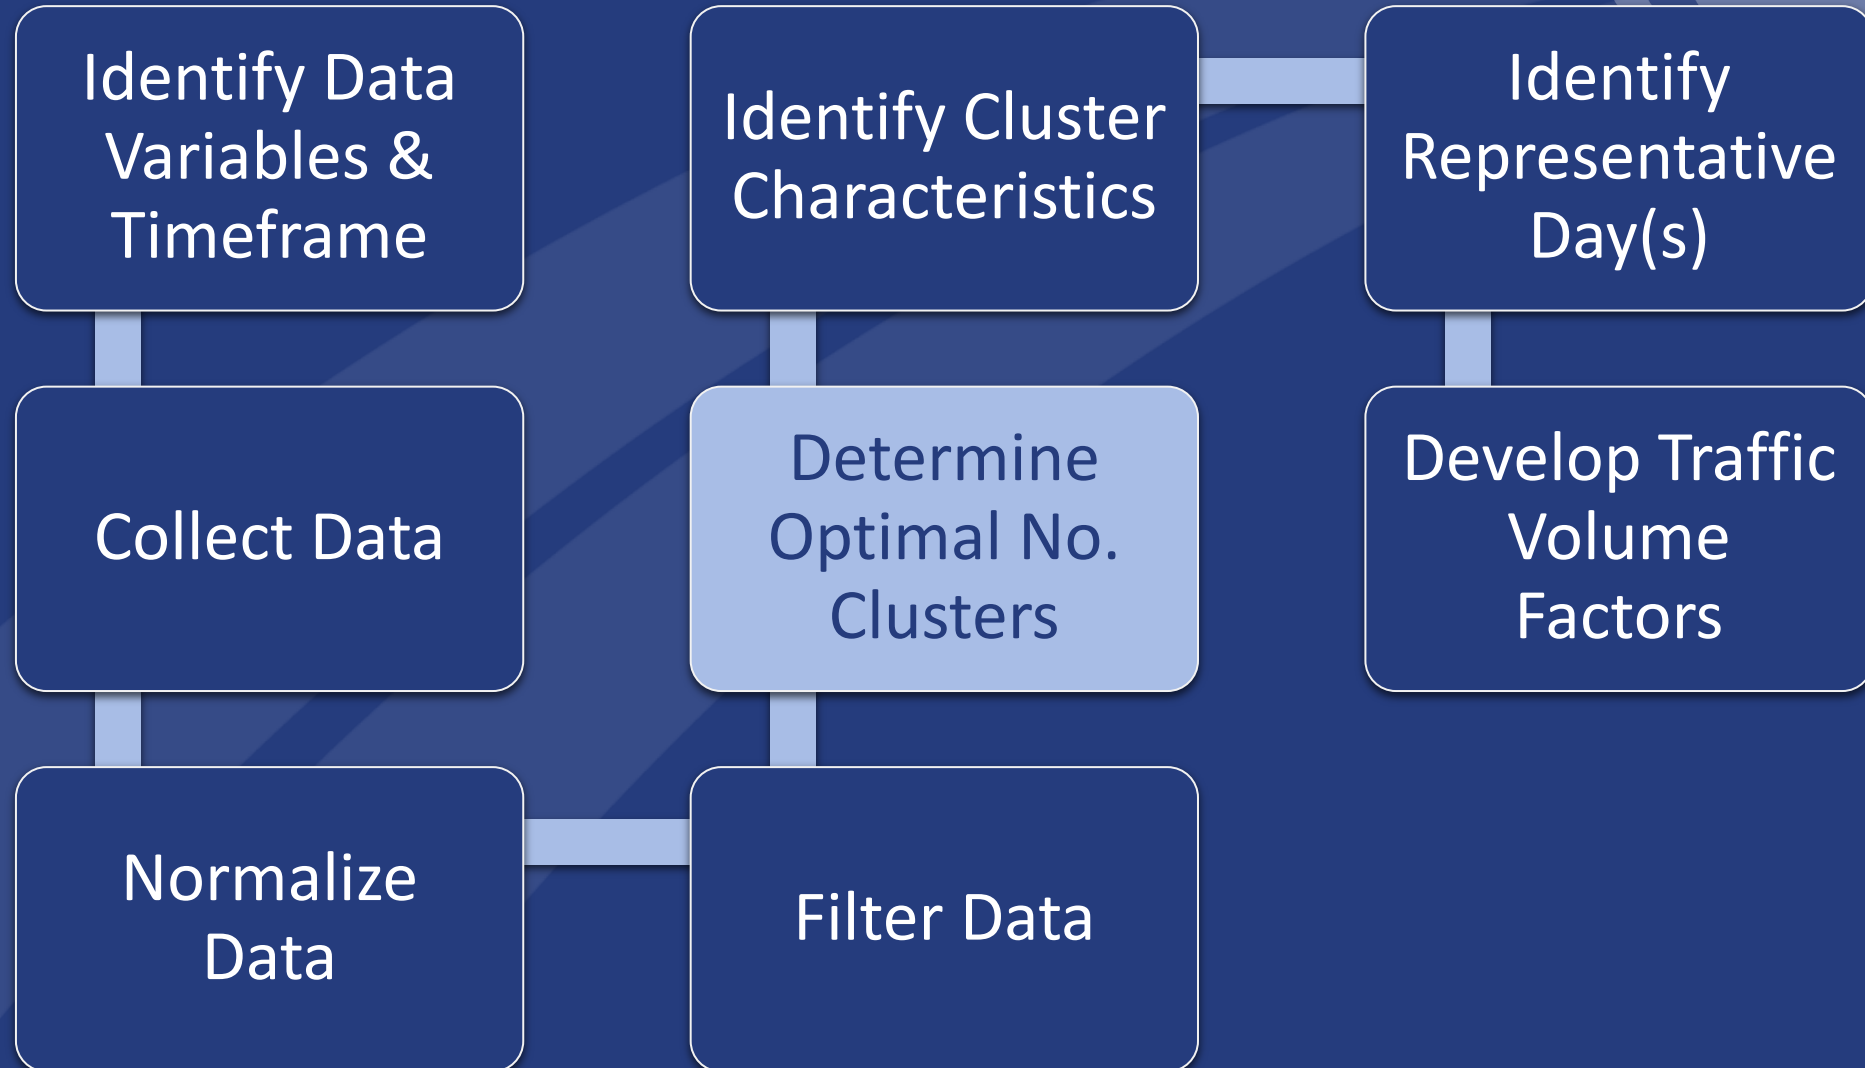 Identify Data
Variables &
Timeframe
Collect Data
Normalize
Data
Filter Data
Determine
Optimal No.
Clusters
Identify Cluster
Characteristics
Identify
Representative
Day(s)
Develop Traffic
Volume
Factors